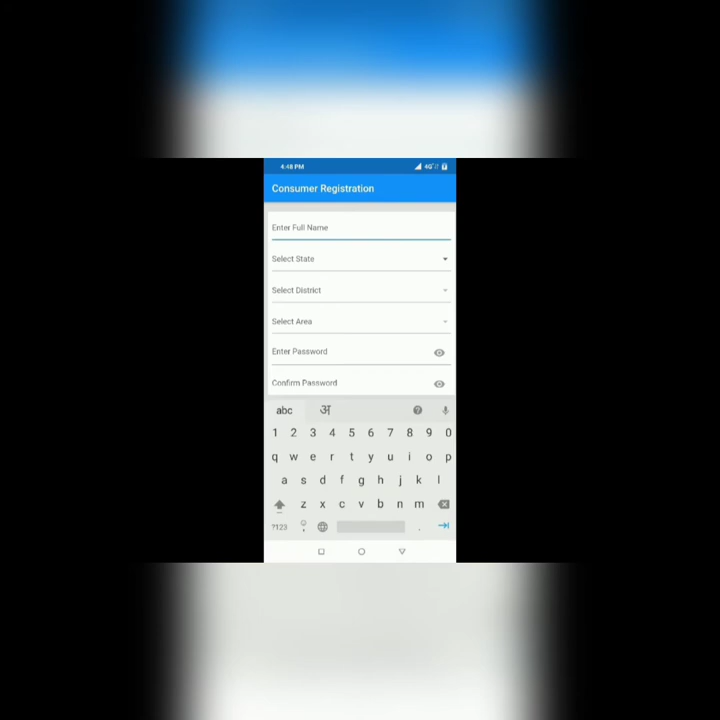 4:48 PM 4G
Consumer Registration
Enter Full Name
Select State
Select District
Select Area
Enter Password
Confirm Password
abc अ
1 2 3 4 5 6 7 8 9 0
q w e r t y u i o p
a s d f g h j k l
z x c v b n m
?123 .